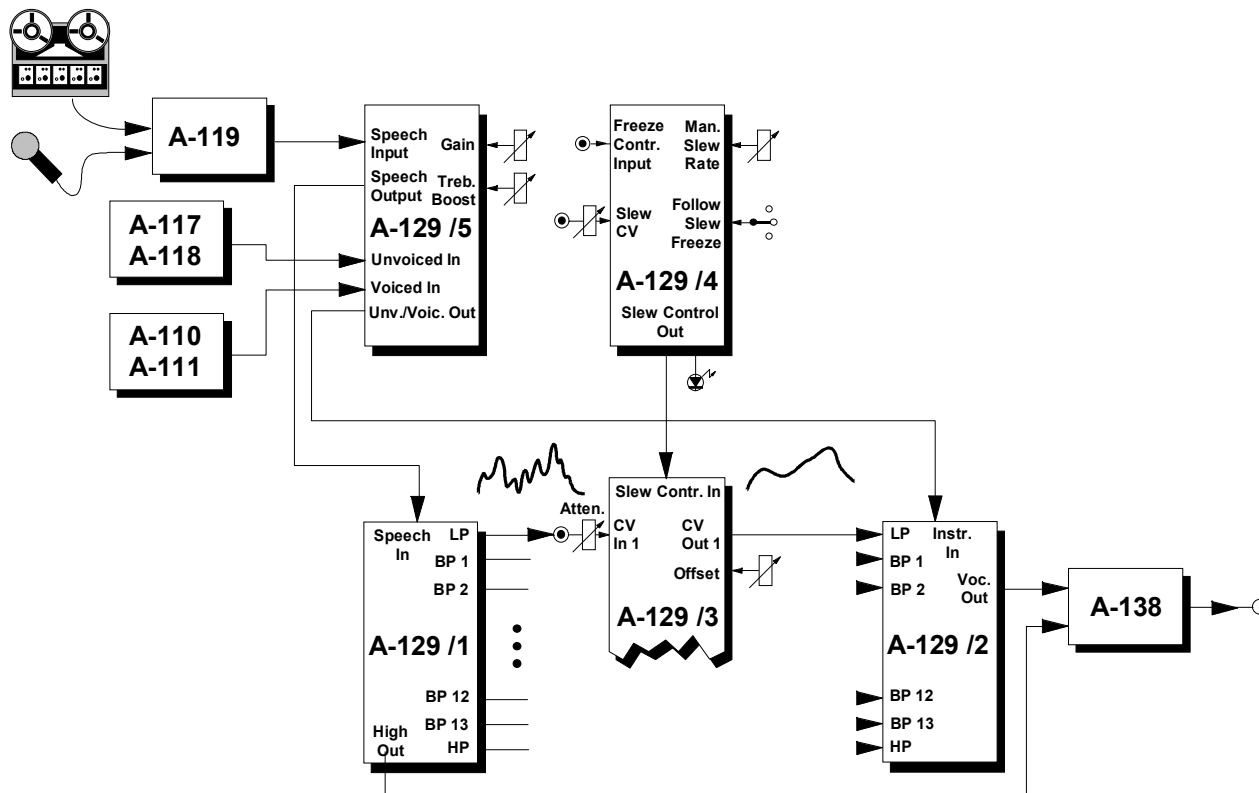 A-119
Speech
Input
Gain
Speech
Output
Treb.
Boost
A-129 /5
Unvoiced In
Voiced In
Unv./Voic. Out
A-117
A-118
A-110
A-111
Freeze
Contr.
Input
Man.
Slew
Rate
Slew
CV
Follow
Slew
Freeze
A-129 /4
Slew Control
Out
Atten.
Slew Contr. In
CV
In 1
CV
Out 1
Offset
A-129 /3
Speech
In
LP
BP 1
BP 2
A-129 /1
BP 12
BP 13
HP
High
Out
LP
Instr.
In
BP 1
BP 2
Voc.
Out
A-129 /2
BP 12
BP 13
HP
A-138